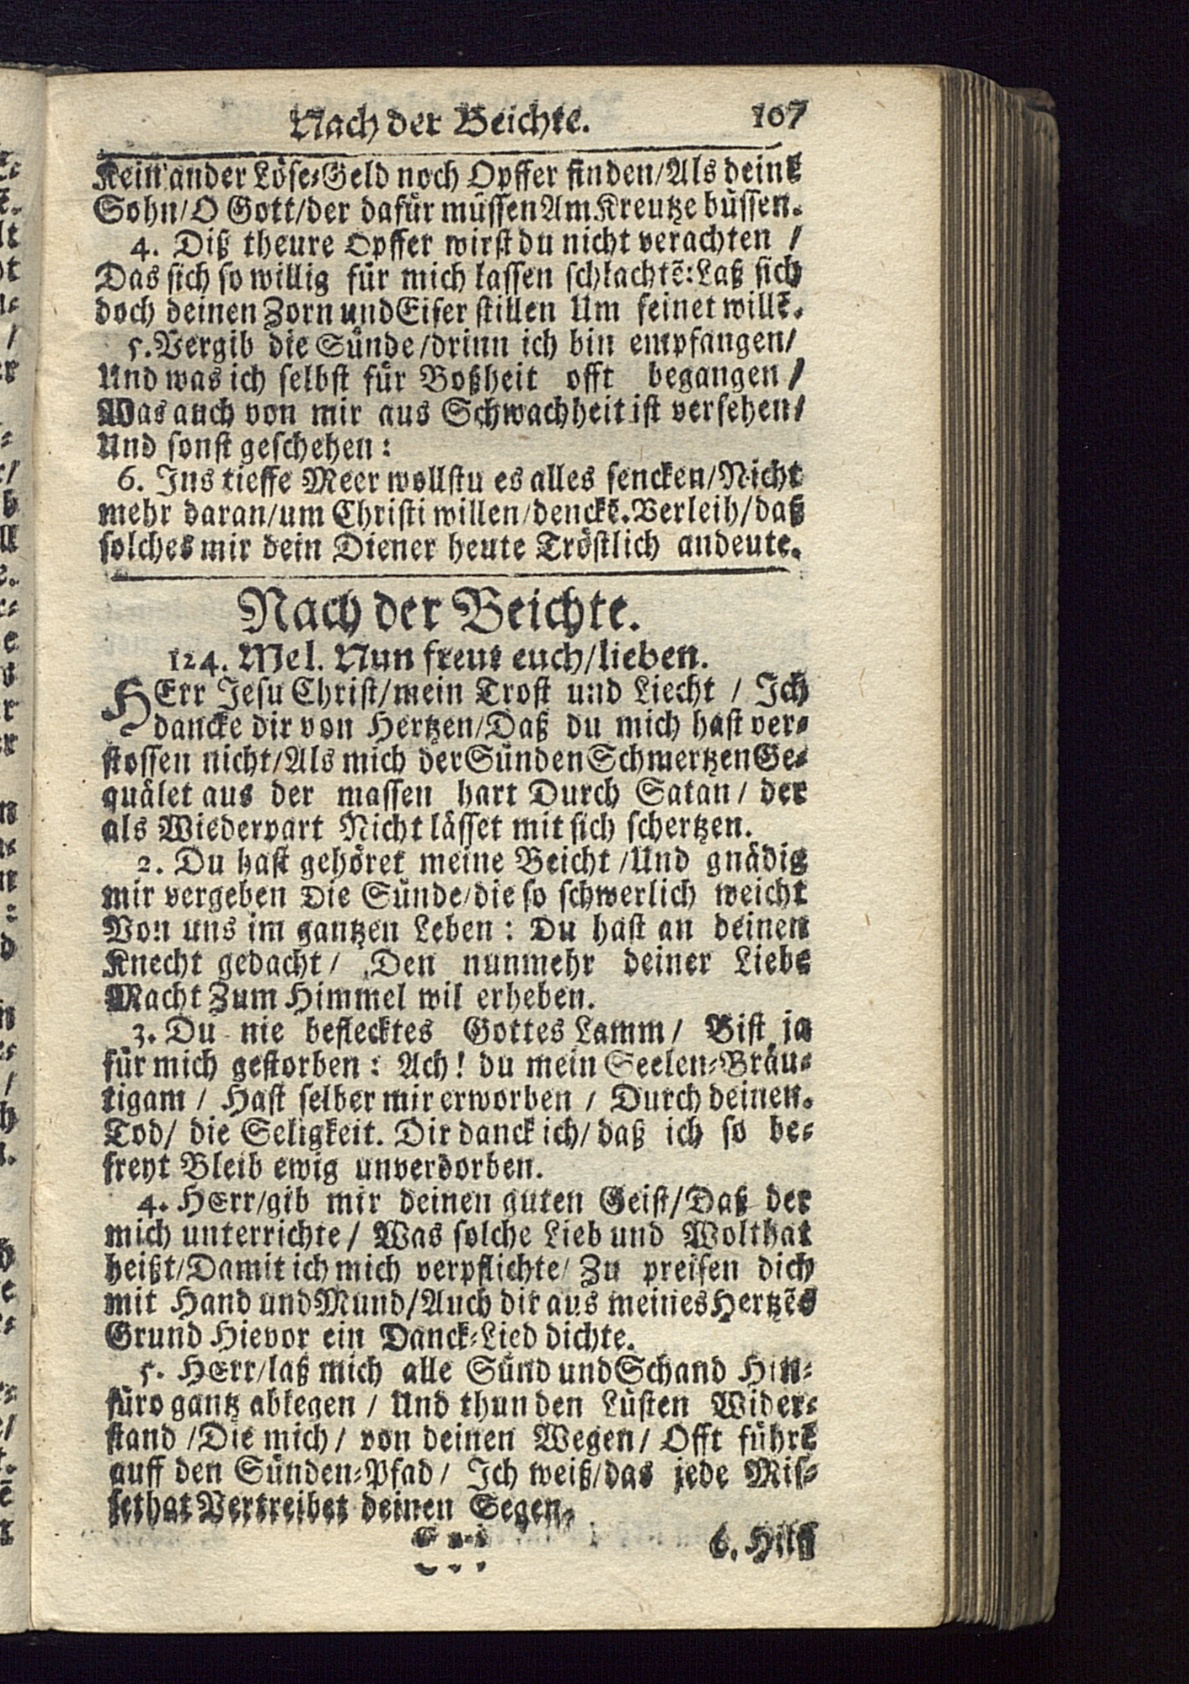 Nach der Beichte. 107
Kein ander Löse-Geld noch Opffer finden/Als deinē
Sohn/O Gott/der dafür müssen Am Kreutze büssen.
4. Diß theure Opffer wirst du nicht verachten /
Das sich so willig für mich lassen schlachtē: Laß sich
doch deinen Zorn und Eifer stillen Um seinet willē.
5. Vergib die Sünde/drinn ich bin empfangen/
Und was ich selbst für Boßheit offt begangen /
Was auch von mir aus Schwachheit ist versehen/
Und sonst geschehen:
6. Ins tieffe Meer wollstu es alles sencken/Nicht
mehr daran/um Christi willen/denckē. Verleih/daß
solches mir dein Diener heute Tröstlich andeute.
Nach der Beichte.
124. Mel. Nun freut euch/lieben.
HErr Jesu Christ/mein Trost und Liecht / Ich
dancke dir von Hertzen/Daß du mich hast ver-
stossen nicht/Als mich der Sünden Schmertzen Ge-
quälet aus der massen hart Durch Satan/ der
als Wiederpart Nicht lässet mit sich schertzen.
2. Du hast gehöret meine Beicht /Und gnädig
mir vergeben Die Sünde/die so schwerlich weicht
Von uns im gantzen Leben: Du hast an deinen
Knecht gedacht/ Den nunmehr deiner Liebe
Macht Zum Himmel wil erheben.
3. Du nie beflecktes Gottes Lamm/ Bist ja
für mich gestorben: Ach! du mein Seelen-Bräu-
tigam / Hast selber mir erworben / Durch deinen
Tod/ die Seligkeit. Dir danck ich/ daß ich so be-
freyt Bleib ewig unverdorben.
4. HErr/gib mir deinen guten Geist/Daß der
mich unterrichte/ Was solche Lieb und Wolthat
heißt/Damit ich mich verpflichte/ Zu preisen dich
mit Hand und Mund/Auch dir aus meines Hertzēs
Grund Hievor ein Danck-Lied dichte.
5. HErr/laß mich alle Sünd und Schand Hin-
füro gantz ablegen / Und thun den Lüsten Wider-
stand /Die mich/ von deinen Wegen/ Offt führt
auff den Sünden-Pfad/ Ich weiß/das jede Mis-
sethat Vertreibet deinen Segen.
6. Hilff